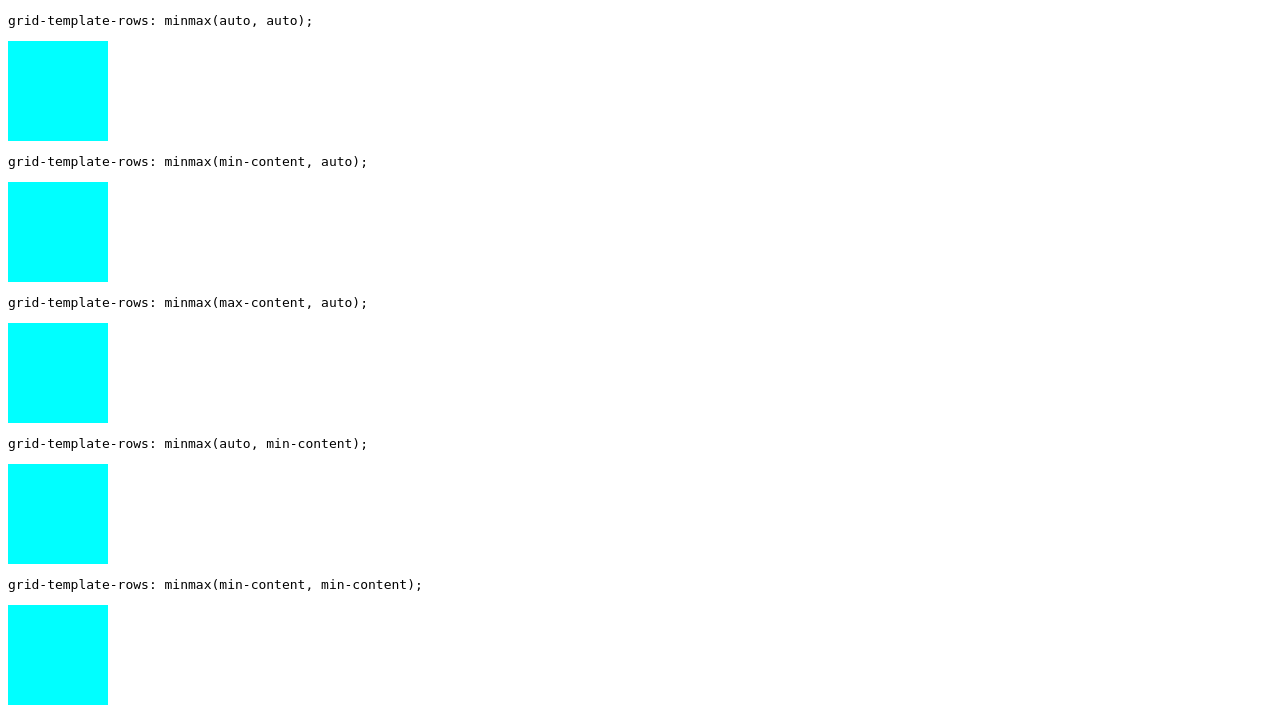 grid-template-rows: minmax(auto, auto);
grid-template-rows: minmax(min-content, auto);
grid-template-rows: minmax(max-content, auto);
grid-template-rows: minmax(auto, min-content);
grid-template-rows: minmax(min-content, min-content);